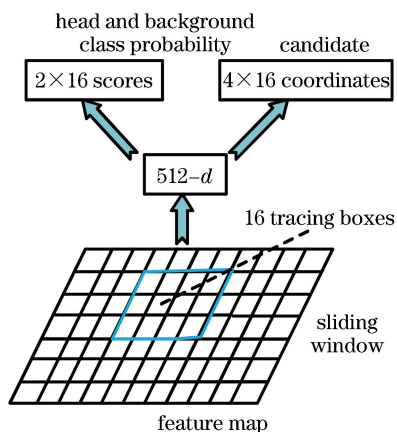 head and background
class probability
candidate
2×16 scores
4×16 coordinates
512-d
16 tracing boxes
sliding
window
feature map